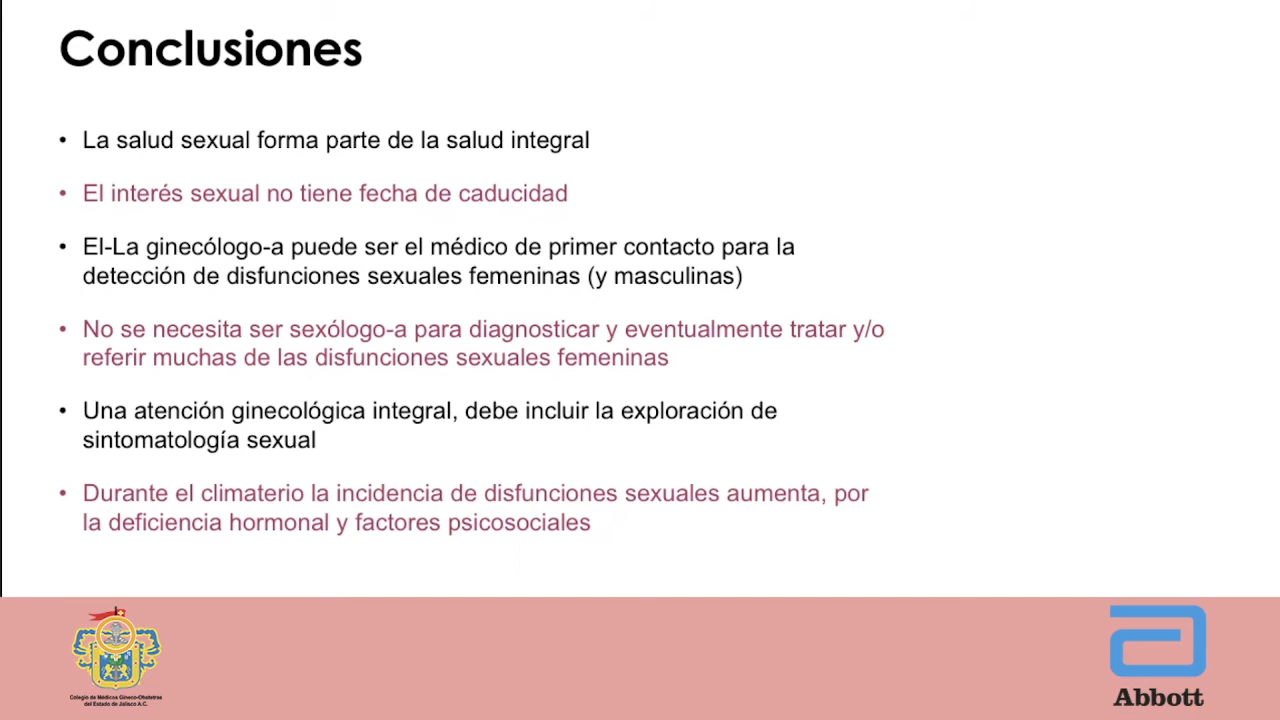 Conclusiones
• La salud sexual forma parte de la salud integral
• El interés sexual no tiene fecha de caducidad
• El-La ginecólogo-a puede ser el médico de primer contacto para la
detección de disfunciones sexuales femeninas (y masculinas)
• No se necesita ser sexólogo-a para diagnosticar y eventualmente tratar y/o
referir muchas de las disfunciones sexuales femeninas
• Una atención ginecológica integral, debe incluir la exploración de
sintomatología sexual
• Durante el climaterio la incidencia de disfunciones sexuales aumenta, por
la deficiencia hormonal y factores psicosociales
Colegio de Médicos Gineco-Obstetras
del Estado de Jalisco A.C.
Abbott